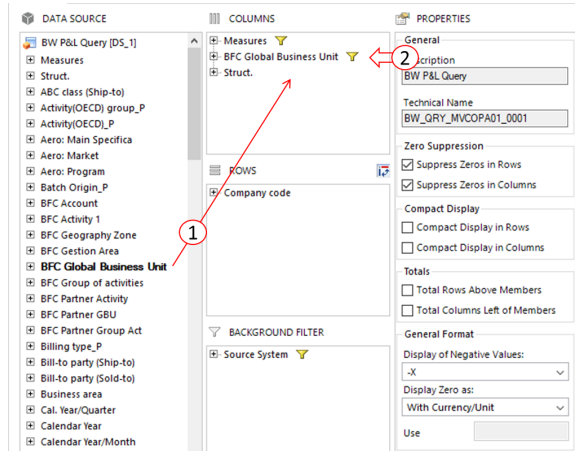 DATA SOURCE
BW P&L Query [DS_1]
Measures
Struct.
ABC class (Ship-to)
Activity(OECD) group_P
Activity(OECD)_P
Aero: Main Specifica
Aero: Market
Aero: Program
Batch Origin_P
BFC Account
BFC Activity 1
BFC Geography Zone
BFC Gestion Area
BFC Global Business Unit
BFC Group of activities
BFC Partner Activity
BFC Partner GBU
BFC Partner Group Act
Billing type_P
Bill-to party (Ship-to)
Bill-to party (Sold-to)
Business area
Cal. Year/Quarter
Calendar Year
Calendar Year/Month
1
COLUMNS
Measures
BFC Global Business Unit
Struct.
2
ROWS
Company code
BACKGROUND FILTER
Source System
PROPERTIES
General
cription
BW P&L Query
Technical Name
BW_QRY_MVCOPA01_0001
Zero Suppression
Suppress Zeros in Rows
Suppress Zeros in Columns
Compact Display
Compact Display in Rows
Compact Display in Columns
Totals
Total Rows Above Members
Total Columns Left of Members
General Format
Display of Negative Values:
-X
Display Zero as:
With Currency/Unit
Use